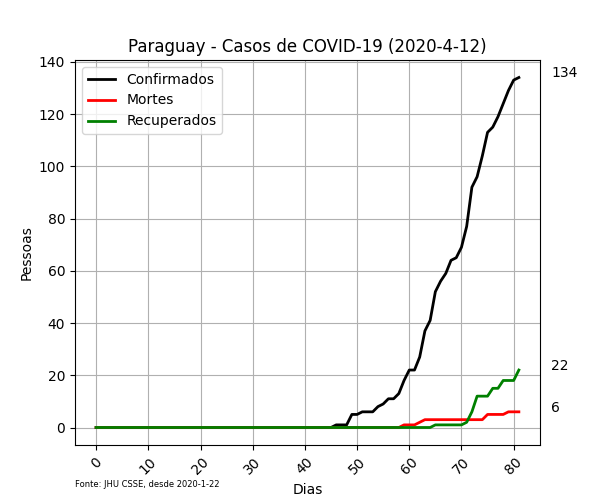 Paraguay - Casos de COVID-19 (2020-4-12)
Confirmados
Mortes
Recuperados
Pessoas
140
120
100
80
60
40
20
0
134
22
6
0 10 20 30 40 50 60 70 80
Dias
Fonte: JHU CSSE, desde 2020-1-22